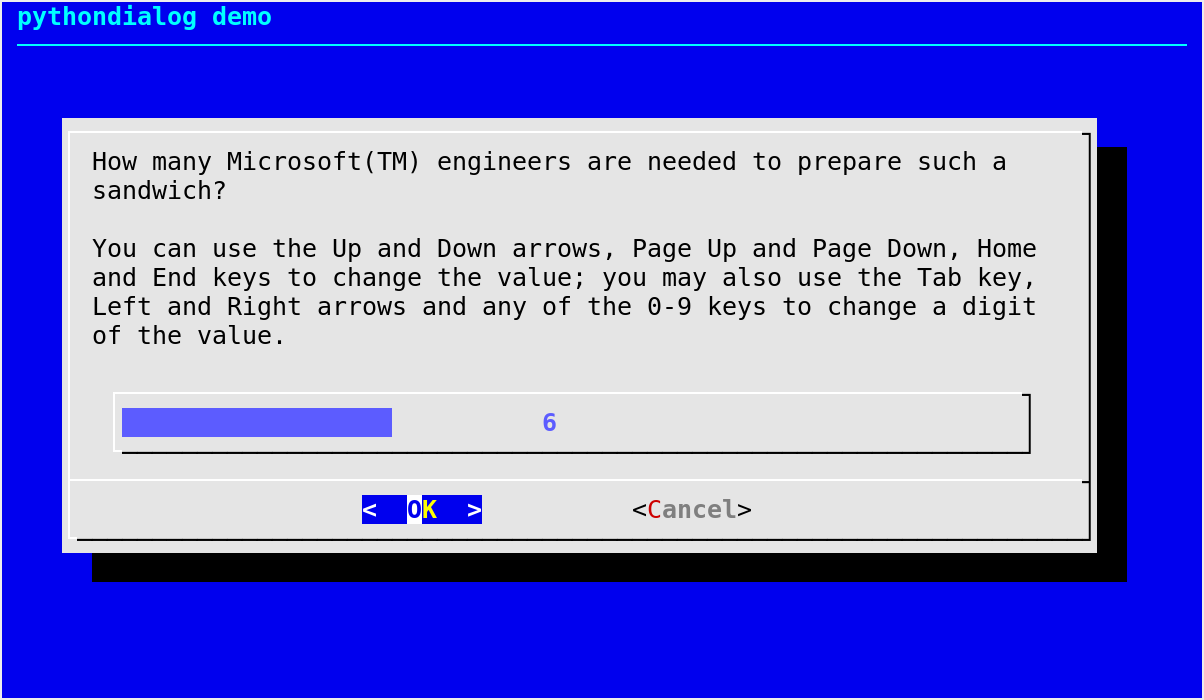 pythondialog demo
How many Microsoft(TM) engineers are needed to prepare such a
sandwich?
You can use the Up and Down arrows, Page Up and Page Down, Home
and End keys to change the value; you may also use the Tab key,
Left and Right arrows and any of the 0-9 keys to change a digit
of the value.
6
<  OK  > <Cancel>